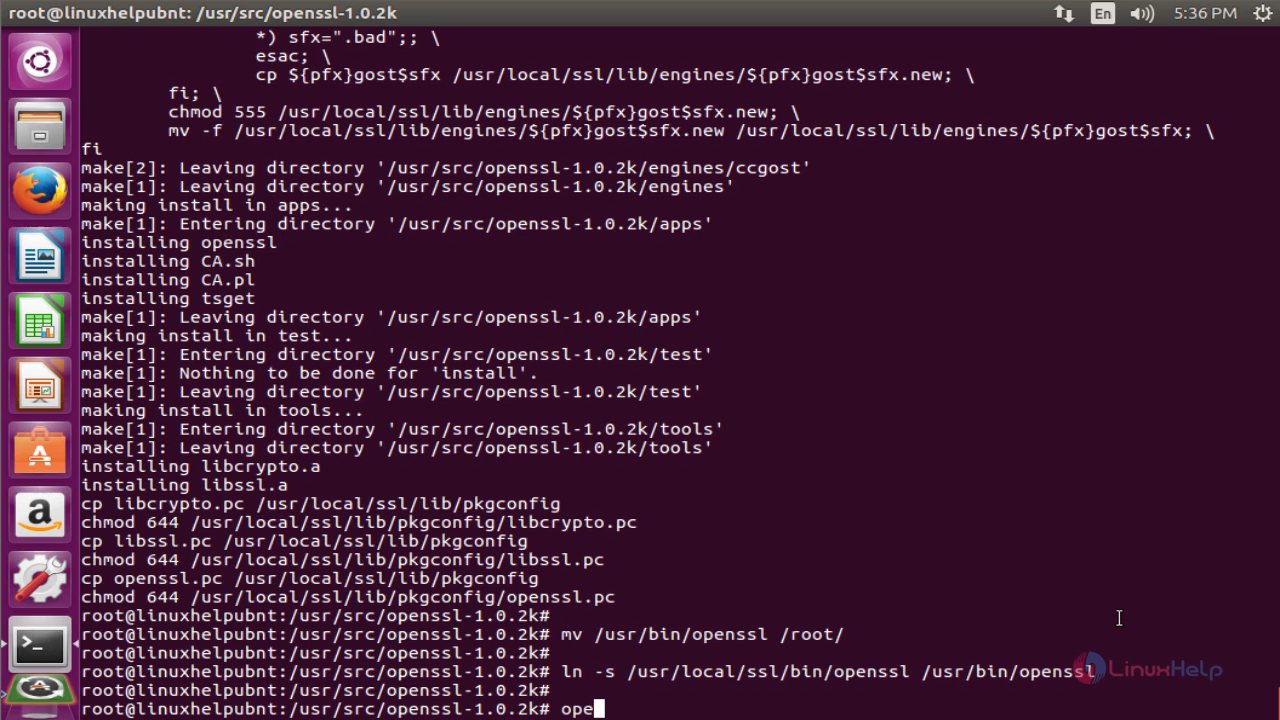 root@linuxhelpubnt: /usr/src/openssl-1.0.2k
En
5:36 PM
*) sfx=".bad";; \
esac; \
cp ${pfx}gost$sfx /usr/local/ssl/lib/engines/${pfx}gost$sfx.new; \
fi; \
chmod 555 /usr/local/ssl/lib/engines/${pfx}gost$sfx.new; \
mv -f /usr/local/ssl/lib/engines/${pfx}gost$sfx.new /usr/local/ssl/lib/engines/${pfx}gost$sfx; \
fi
make[2]: Leaving directory '/usr/src/openssl-1.0.2k/engines/ccgost'
make[1]: Leaving directory '/usr/src/openssl-1.0.2k/engines'
making install in apps...
make[1]: Entering directory '/usr/src/openssl-1.0.2k/apps'
installing openssl
installing CA.sh
installing CA.pl
installing tsget
make[1]: Leaving directory '/usr/src/openssl-1.0.2k/apps'
making install in test...
make[1]: Entering directory '/usr/src/openssl-1.0.2k/test'
make[1]: Nothing to be done for 'install'.
make[1]: Leaving directory '/usr/src/openssl-1.0.2k/test'
making install in tools...
make[1]: Entering directory '/usr/src/openssl-1.0.2k/tools'
make[1]: Leaving directory '/usr/src/openssl-1.0.2k/tools'
installing libcrypto.a
installing libssl.a
cp libcrypto.pc /usr/local/ssl/lib/pkgconfig
chmod 644 /usr/local/ssl/lib/pkgconfig/libcrypto.pc
cp libssl.pc /usr/local/ssl/lib/pkgconfig
chmod 644 /usr/local/ssl/lib/pkgconfig/libssl.pc
cp openssl.pc /usr/local/ssl/lib/pkgconfig
chmod 644 /usr/local/ssl/lib/pkgconfig/openssl.pc
root@linuxhelpubnt:/usr/src/openssl-1.0.2k#
root@linuxhelpubnt:/usr/src/openssl-1.0.2k# mv /usr/bin/openssl /root/
root@linuxhelpubnt:/usr/src/openssl-1.0.2k#
root@linuxhelpubnt:/usr/src/openssl-1.0.2k# ln -s /usr/local/ssl/bin/openssl /usr/bin/openssl
LinuxHelp
root@linuxhelpubnt:/usr/src/openssl-1.0.2k#
root@linuxhelpubnt:/usr/src/openssl-1.0.2k# ope